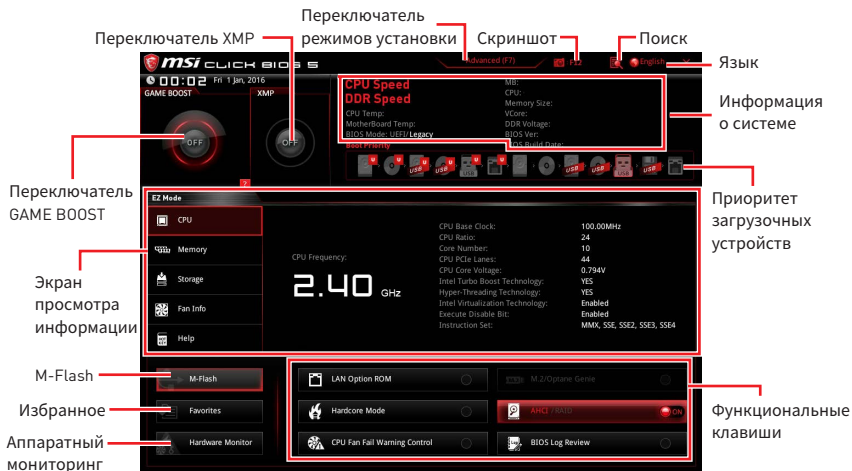 Переключатель
режимов установки
Переключатель XMP
Скриншот
Поиск
Язык
Информация
о системе
Приоритет
загрузочных
устройств
Функциональные
клавиши
Переключатель
GAME BOOST
Экран
просмотра
информации
M-Flash
Избранное
Аппаратный
мониторинг
msi CLICK BIOS 5
Advanced (F7)
F12
English
00:02 Fri 1 Jan, 2016
GAME BOOST
XMP
OFF
OFF
CPU Speed
DDR Speed
CPU Temp:
MotherBoard Temp:
BIOS Mode: UEFI/Legacy
Boot Priority
MB:
CPU:
Memory Size:
VCore:
DDR Voltage:
BIOS Ver:
BIOS Build Date:
U
U
USB U
USB U
USB U
U
USB
USB
USB
USB
?
EZ Mode
CPU
Memory
Storage
Fan Info
Help
CPU Frequency:
2.40 GHz
CPU Base Clock: 100.00MHz
CPU Ratio: 24
Core Number: 10
CPU PCIe Lanes: 44
CPU Core Voltage: 0.794V
Intel Turbo Boost Technology: YES
Hyper-Threading Technology: YES
Intel Virtualization Technology: Enabled
Execute Disable Bit: Enabled
Instruction Set: MMX, SSE, SSE2, SSE3, SSE4
M-Flash
Favorites
Hardware Monitor
LAN Option ROM
M.2/Optane Genie
Hardcore Mode
AHCI /RAID
ON
CPU Fan Fail Warning Control
BIOS Log Review